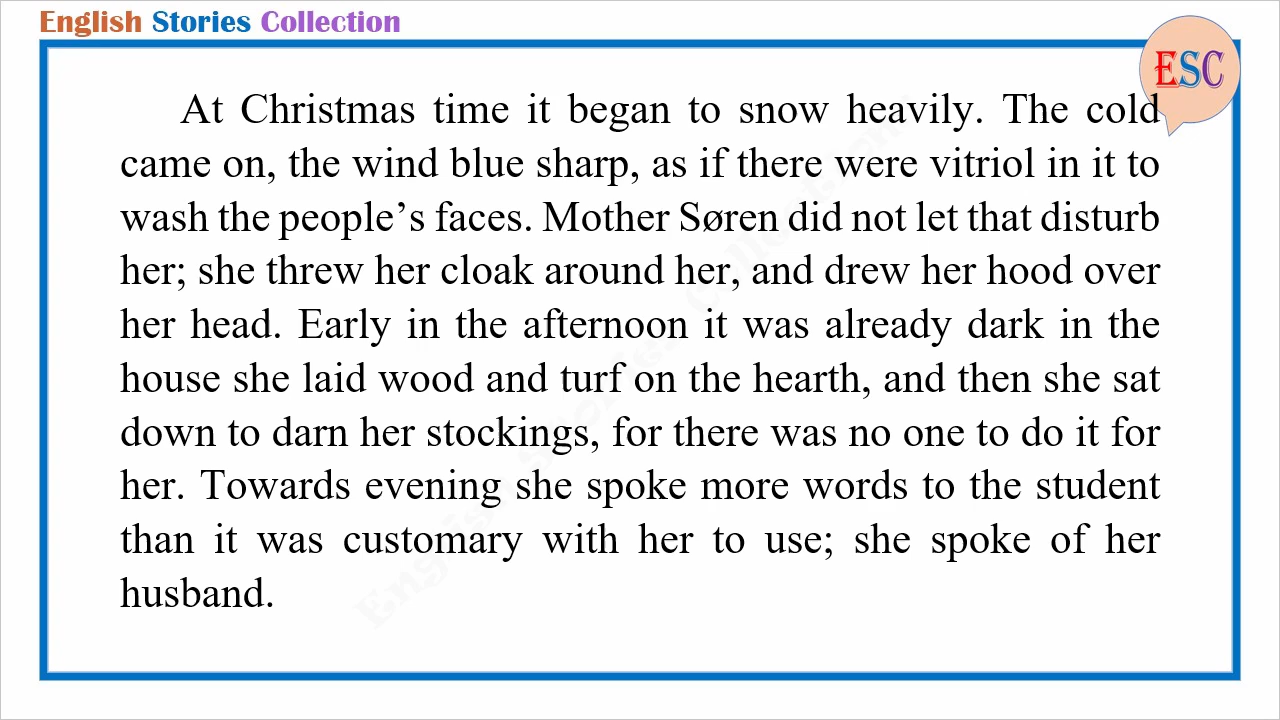 English Stories Collection
ESC
At Christmas time it began to snow heavily. The cold
came on, the wind blue sharp, as if there were vitriol in it to
wash the people’s faces. Mother Søren did not let that disturb
her; she threw her cloak around her, and drew her hood over
her head. Early in the afternoon it was already dark in the
house she laid wood and turf on the hearth, and then she sat
down to darn her stockings, for there was no one to do it for
her. Towards evening she spoke more words to the student
than it was customary with her to use; she spoke of her
husband.
English Stories Collection